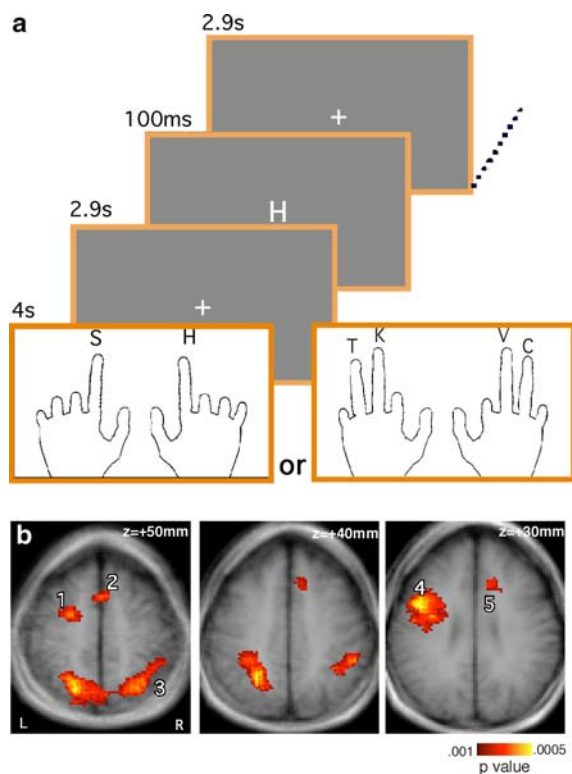 a
2.9s
+
100ms
H
2.9s
+
4s
S H
or
T K V C
b
z=+50mm
1
2
3
L R
z=+40mm
z=+30mm
4
5
.001 .0005
p value